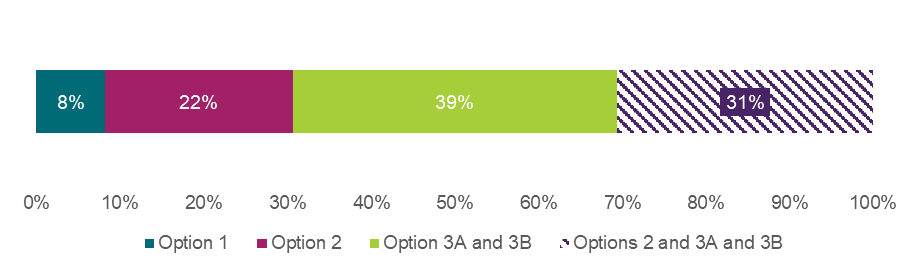 8% 22% 39% 31%
0% 10% 20% 30% 40% 50% 60% 70% 80% 90% 100%
Option 1 Option 2 Option 3A and 3B Options 2 and 3A and 3B